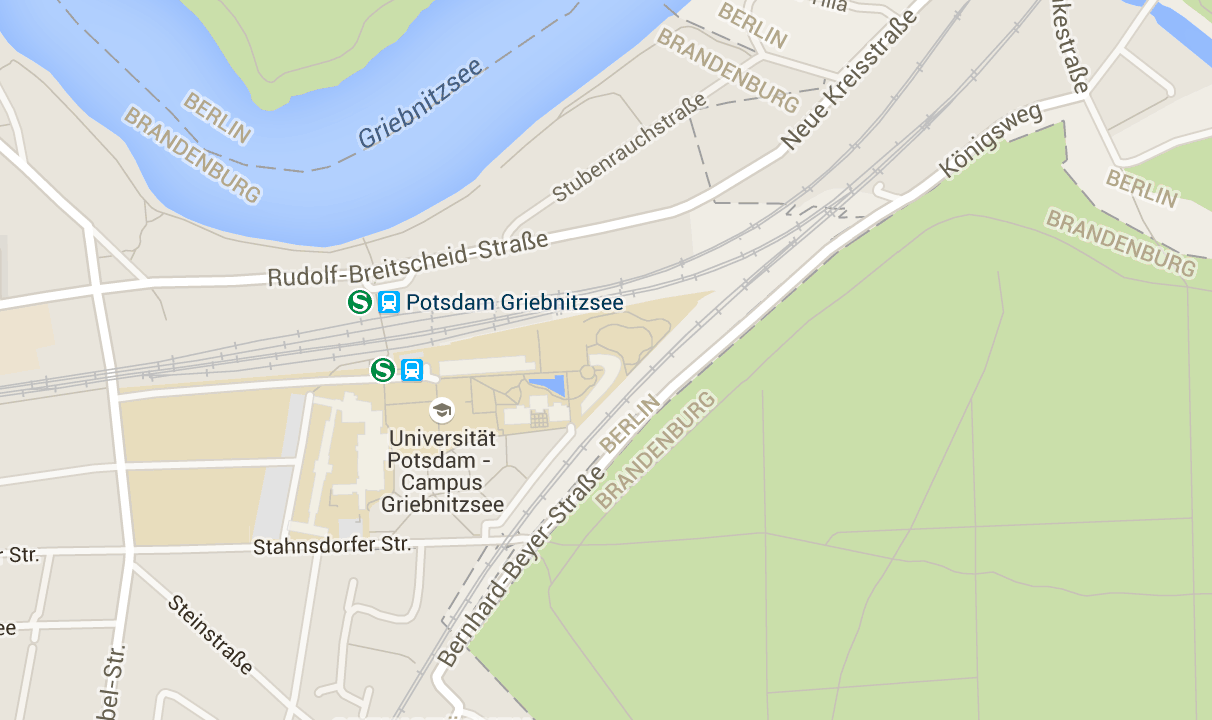 BERLIN
BRANDENBURG
Neue Kreisstraße
Königsweg
Griebnitzsee
BERLIN
BRANDENBURG
Stubenrauchstraße
BERLIN
BRANDENBURG
Rudolf-Breitscheid-Straße
S Potsdam Griebnitzsee
S
BERLIN
BRANDENBURG
Universität
Potsdam -
Campus
Griebnitzsee
Bernhard-Beyer-Straße
Stahnsdorfer Str.
Str.
Steinstraße